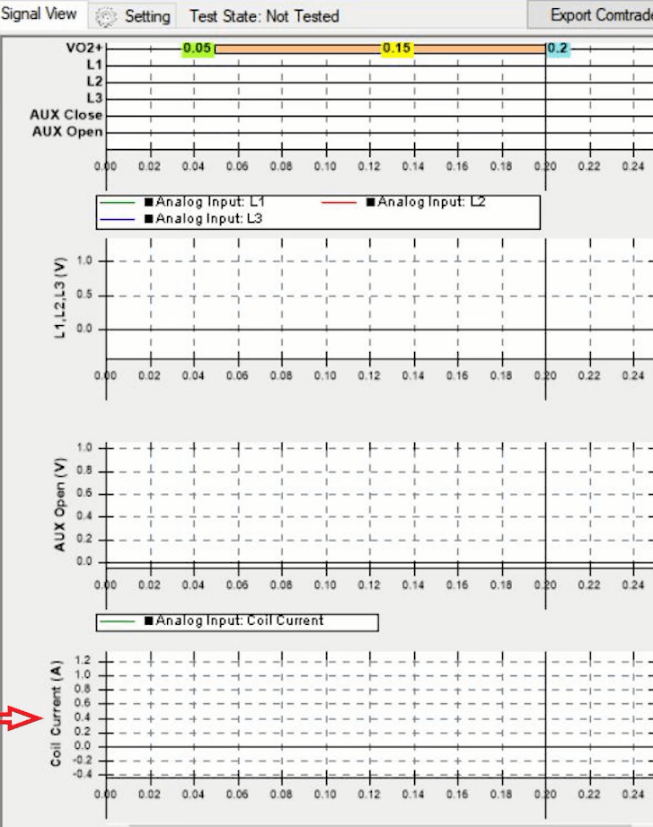 Signal View Setting Test State: Not Tested Export Comtrade
VO2+ 0.05 0.15 0.2
L1
L2
L3
AUX Close
AUX Open
0.00 0.02 0.04 0.06 0.08 0.10 0.12 0.14 0.16 0.18 0.20 0.22 0.24
Analog Input: L1 Analog Input: L2
Analog Input: L3
L1,L2,L3 (V)
1.0
0.5
0.0
0.00 0.02 0.04 0.06 0.08 0.10 0.12 0.14 0.16 0.18 0.20 0.22 0.24
AUX Open (V)
1.0
0.8
0.6
0.4
0.2
0.0
0.00 0.02 0.04 0.06 0.08 0.10 0.12 0.14 0.16 0.18 0.20 0.22 0.24
Analog Input: Coil Current
Coil Current (A)
1.2
1.0
0.8
0.6
0.4
0.2
0.0
-0.2
-0.4
0.00 0.02 0.04 0.06 0.08 0.10 0.12 0.14 0.16 0.18 0.20 0.22 0.24